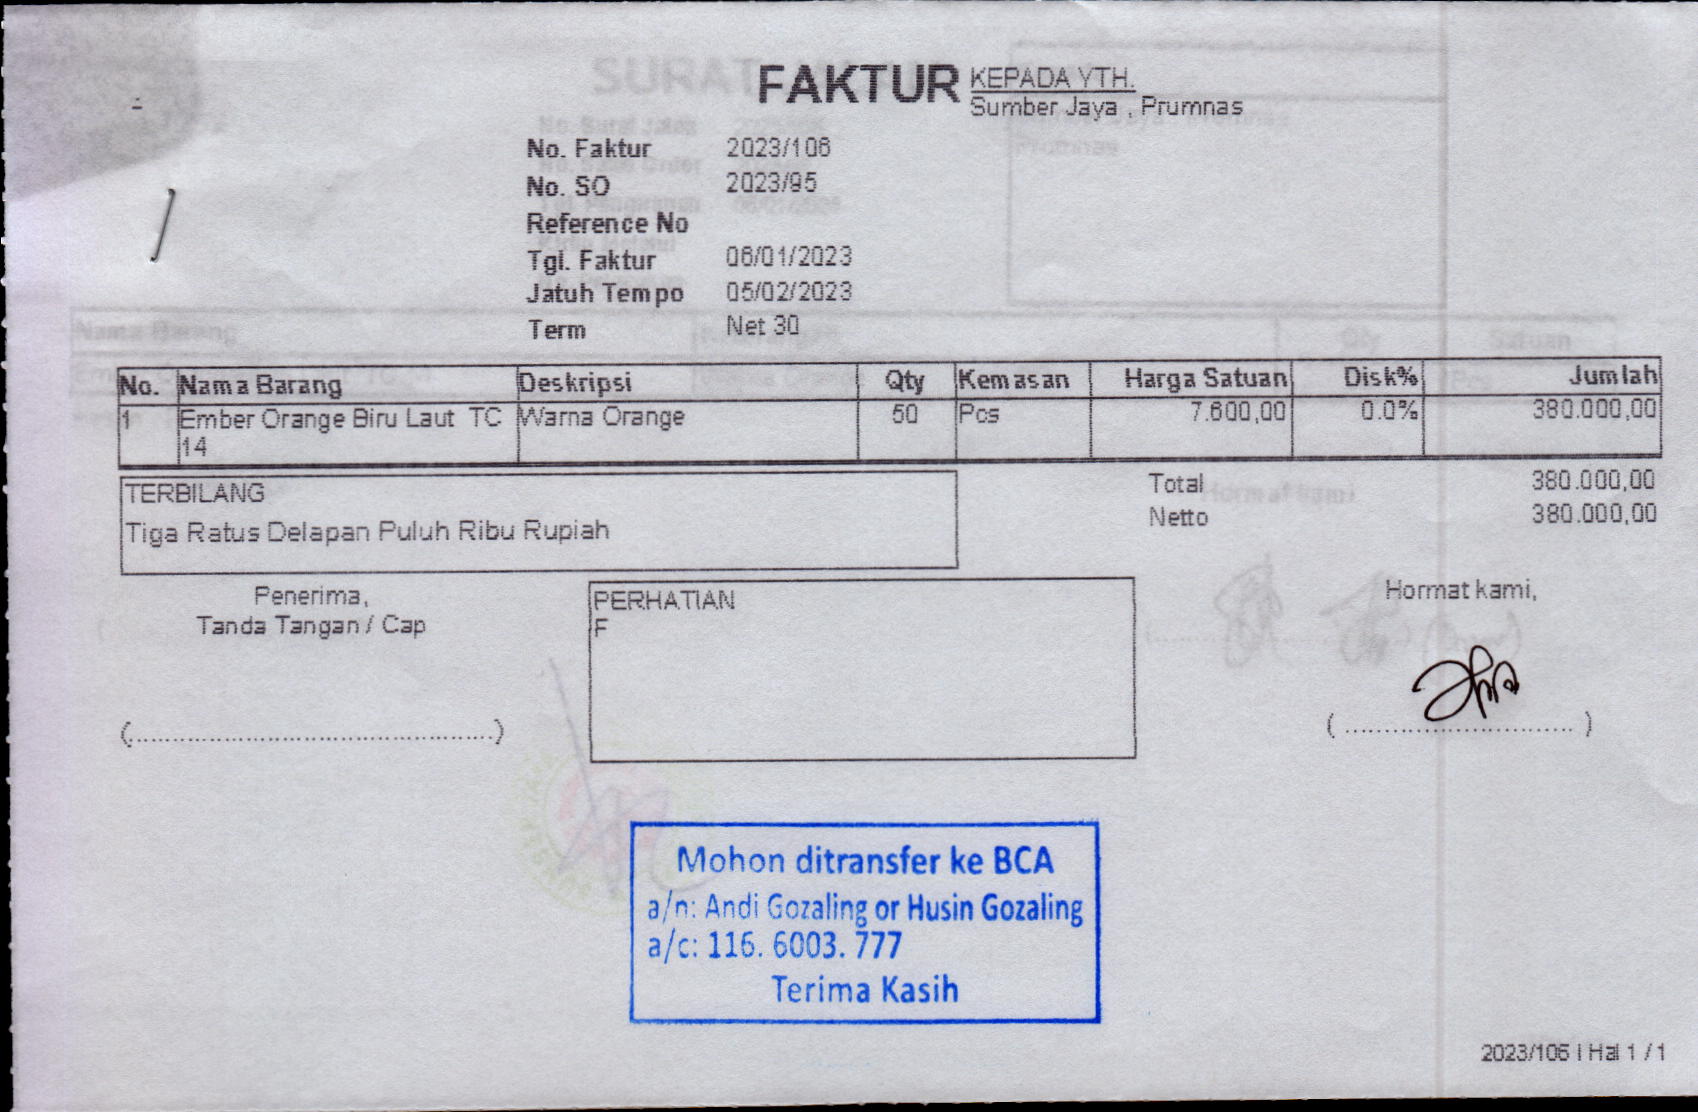 FAKTUR
KEPADA YTH.
Sumber Jaya , Prumnas
No. Faktur 2023/106
No. SO 2023/95
Reference No
Tgl. Faktur 06/01/2023
Jatuh Tempo 05/02/2023
Term Net 30
No. Nama Barang Deskripsi Qty Kemasan Harga Satuan Disk% Jumlah
1 Ember Orange Biru Laut TC Warna Orange 50 Pcs 7.600,00 0.0% 380.000,00
14
TERBILANG
Tiga Ratus Delapan Puluh Ribu Rupiah
Total 380.000,00
Netto 380.000,00
Penerima,
Tanda Tangan / Cap
(..........................................)
PERHATIAN
F
Hormat kami,
( ............................ )
Mohon ditransfer ke BCA
a/n: Andi Gozaling or Husin Gozaling
a/c: 116. 6003. 777
Terima Kasih
2023/106 | Hal 1 / 1